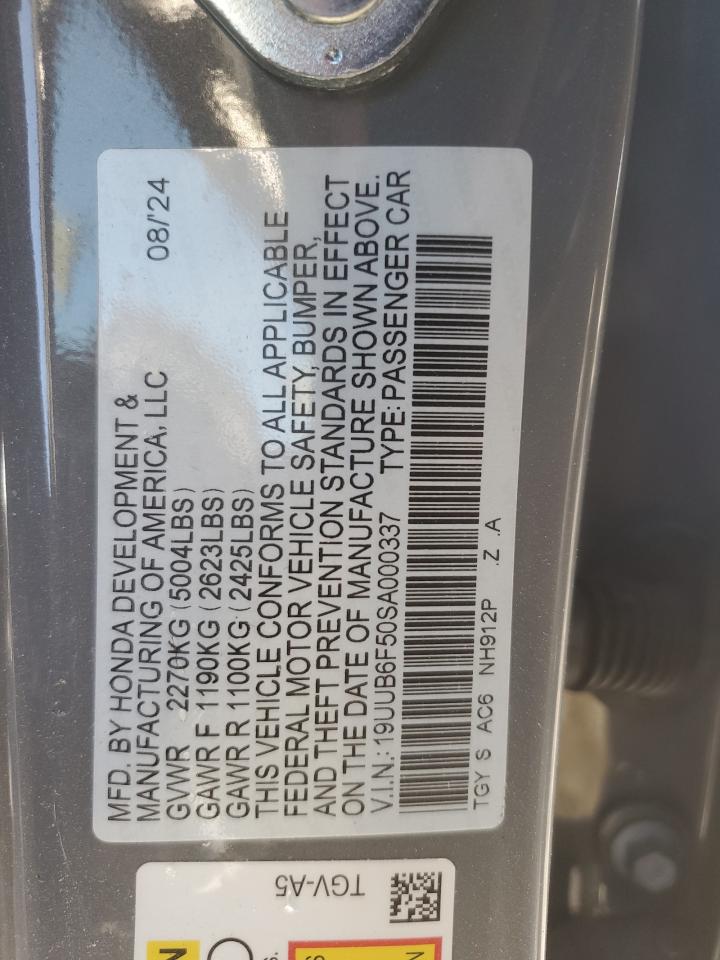 MFD. BY HONDA DEVELOPMENT &
MANUFACTURING OF AMERICA, LLC 08/'24
GVWR 2270KG (5004LBS)
GAWR F 1190KG (2623LBS)
GAWR R 1100KG (2425LBS)
THIS VEHICLE CONFORMS TO ALL APPLICABLE
FEDERAL MOTOR VEHICLE SAFETY, BUMPER,
AND THEFT PREVENTION STANDARDS IN EFFECT
ON THE DATE OF MANUFACTURE SHOWN ABOVE.
V.I.N.: 19UUB6F50SA000337 TYPE: PASSENGER CAR
TGY S AC6 NH912P .Z .A
TGV-A5